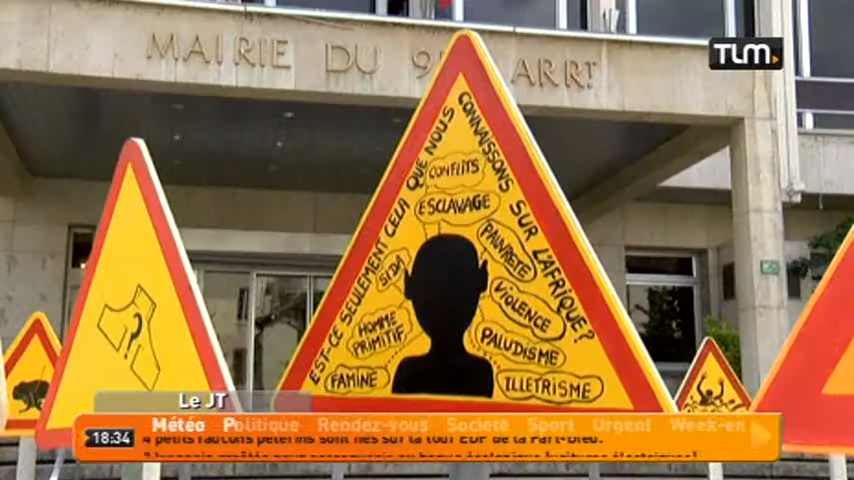 MAIRIE DU 9 ARRT
TLM
EST-CE SEULEMENT CELA QUE NOUS CONNAISSONS SUR L'AFRIQUE?
CONFLITS
ESCLAVAGE
PAUVRETÉ
SIDA
VIOLENCE
HOMME
PRIMITIF
PALUDISME
FAMINE
ILLETRISME
?
Le JT
Météo Politique Rendez-vous Société Sport Urgent Week-en
18:34
4 petits faucons pèlerins sont nés sur la tour EDF de la Part-Dieu.